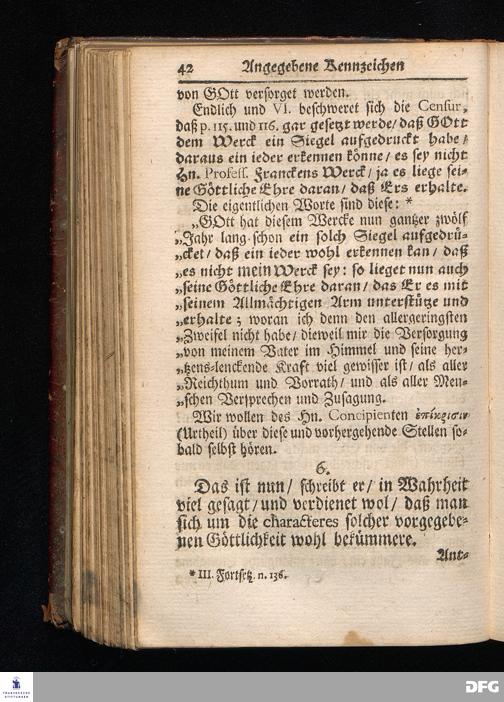 42 Angegebene Kennzeichen
von GOtt versorget werden.
Endlich und VI. beschweret sich die Censur,
daß p. 115. und 116. gar gesetzt werde/ daß GOtt
dem Werck ein Siegel aufgedruckt habe/
daraus ein ieder erkennen könne/ es sey nicht
Hn. Profess. Franckens Werck/ ja es liege sei-
ne Göttliche Ehre daran/ daß Ers erhalte.
Die eigentlichen Worte sind diese: *
„GOtt hat diesem Wercke nun gantzer zwölf
„Jahr lang schon ein solch Siegel aufgedrü-
„cket/ daß ein ieder wohl erkennen kan/ daß
„es nicht mein Werck sey: so lieget nun auch
„seine Göttliche Ehre daran/ das Er es mit
„seinem Allmächtigen Arm unterstütze und
„erhalte; woran ich denn den allergeringsten
„Zweifel nicht habe/ dieweil mir die Versorgung
„von meinem Vater im Himmel und seine her-
„tzens-lenckende Kraft viel gewisser ist/ als aller
„Reichthum und Vorrath/ und als aller Men-
„schen Versprechen und Zusagung.
Wir wollen des Hn. Concipienten ἐπίκρισιν
(Urtheil) über diese und vorhergehende Stellen so-
bald selbst hören.
6.
Das ist nun/ schreibt er/ in Wahrheit
viel gesagt/ und verdienet wol/ daß man
sich um die characteres solcher vorgegebe-
nen Göttlichkeit wohl bekümmere.
Ant-
* III. Fortsetz. n. 136.
FRANCKESCHE STIFTUNGEN
DFG